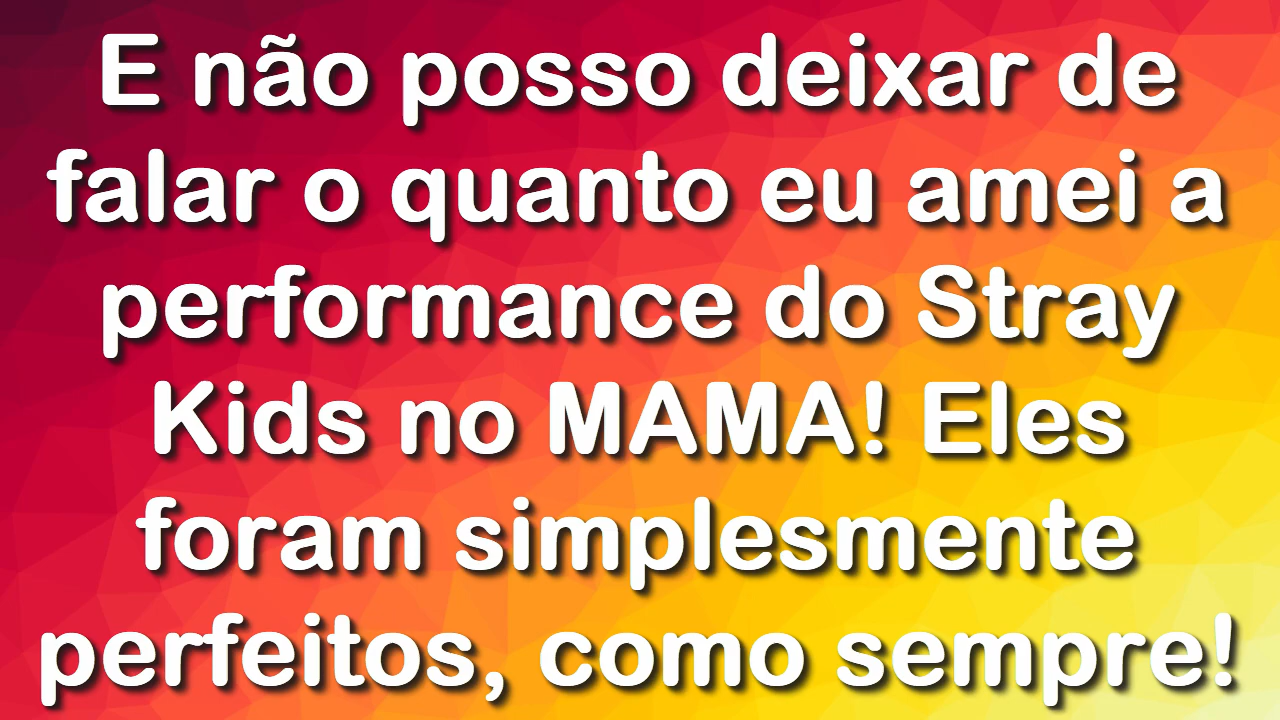 E não posso deixar de
falar o quanto eu amei a
performance do Stray
Kids no MAMA! Eles
foram simplesmente
perfeitos, como sempre!